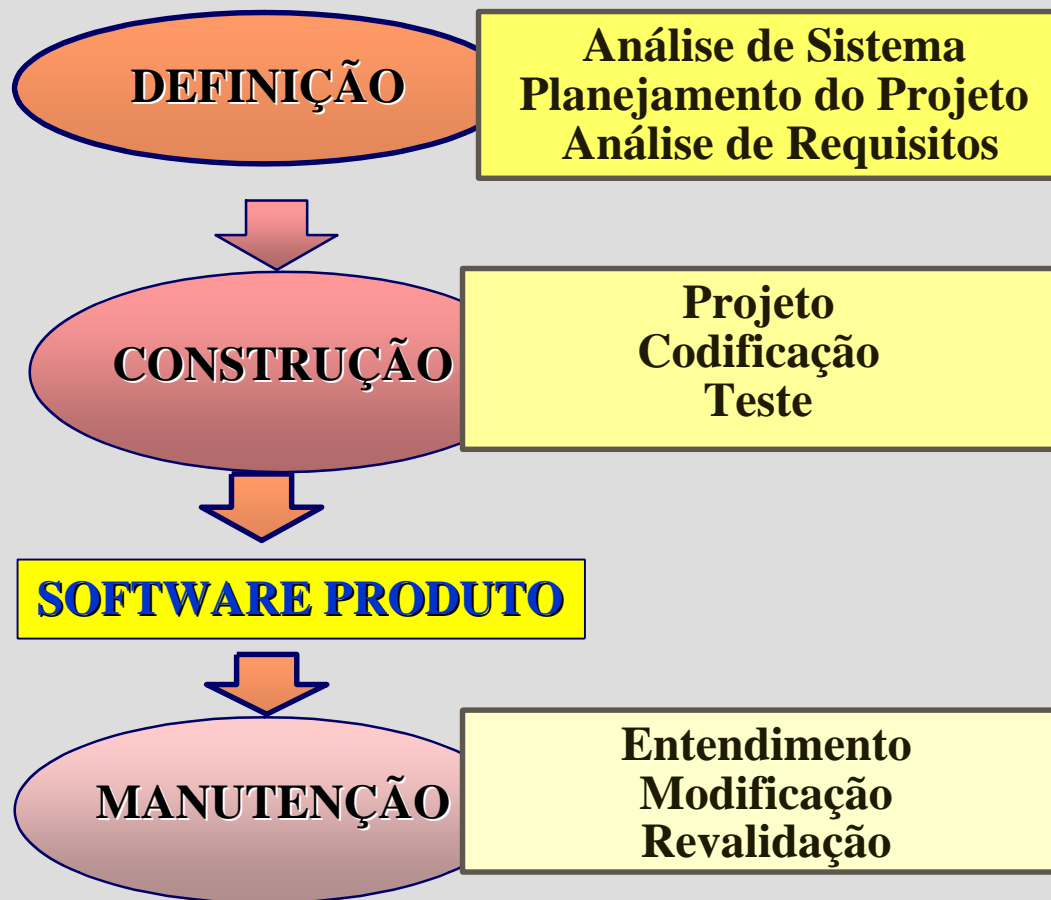 DEFINIÇÃO
Análise de Sistema
Planejamento do Projeto
Análise de Requisitos
CONSTRUÇÃO
Projeto
Codificação
Teste
SOFTWARE PRODUTO
MANUTENÇÃO
Entendimento
Modificação
Revalidação